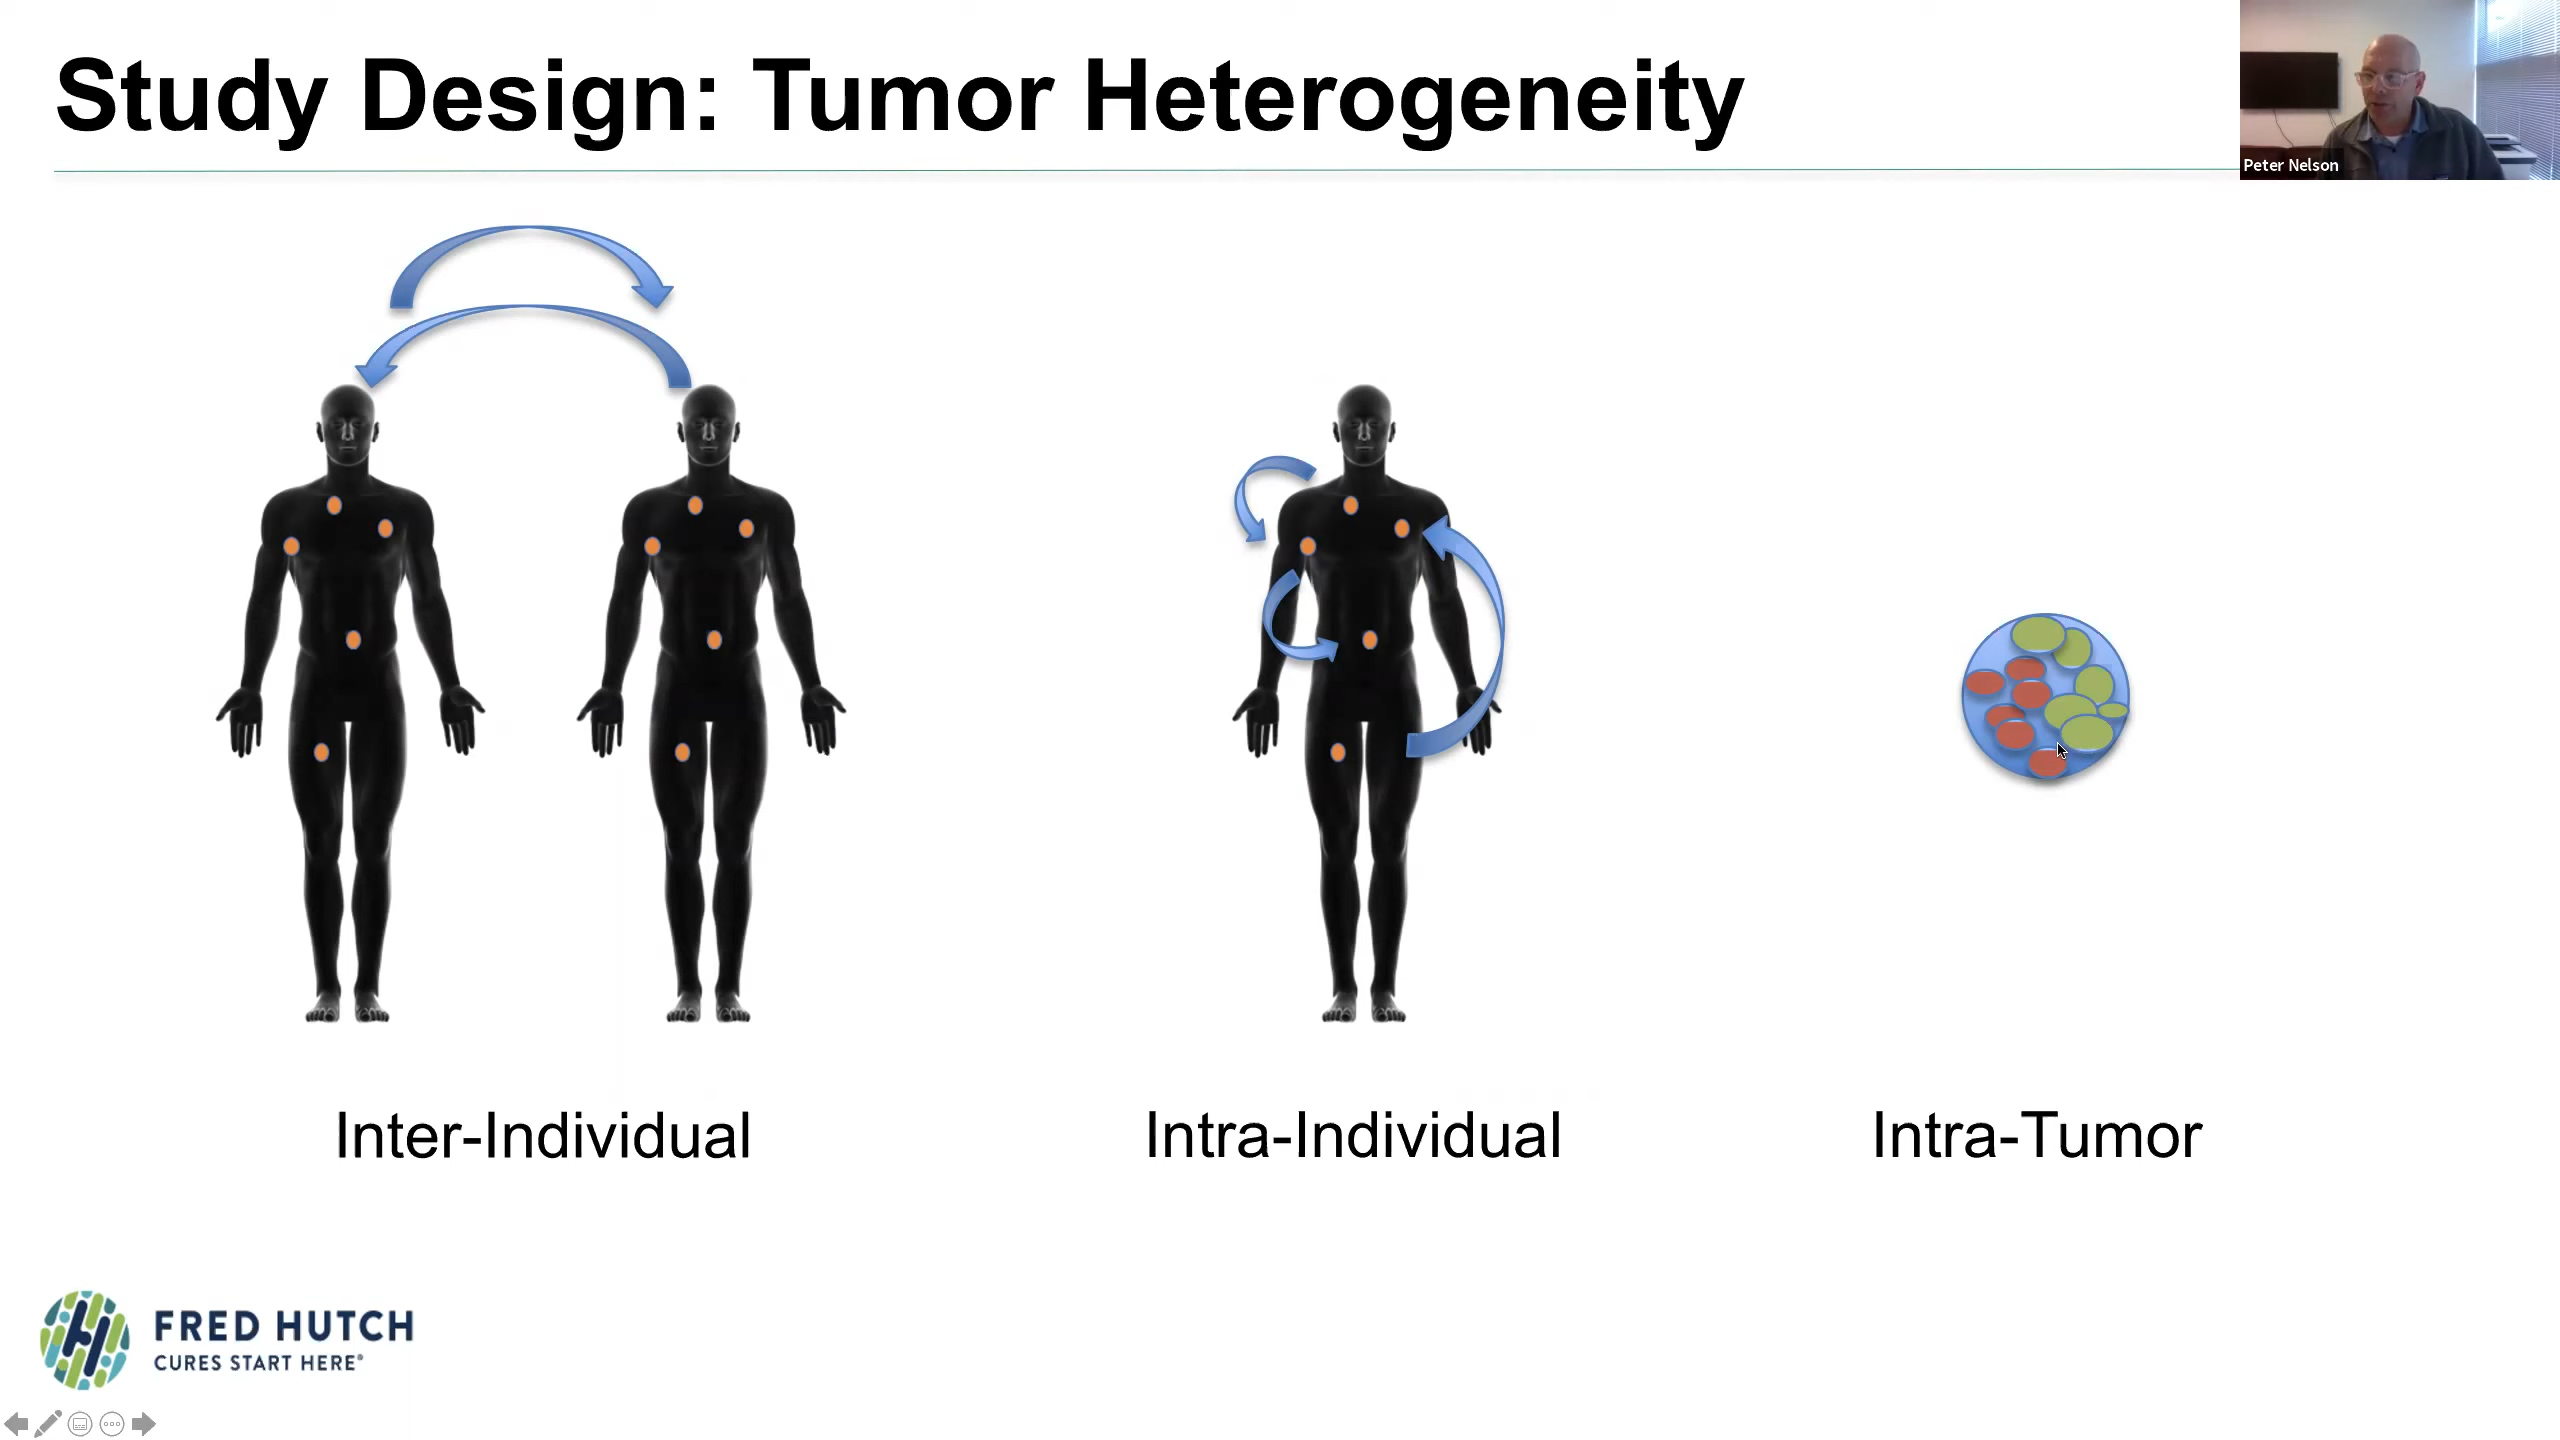 Study Design: Tumor Heterogeneity
Peter Nelson
Inter-Individual
Intra-Individual
Intra-Tumor
FRED HUTCH
CURES START HERE®